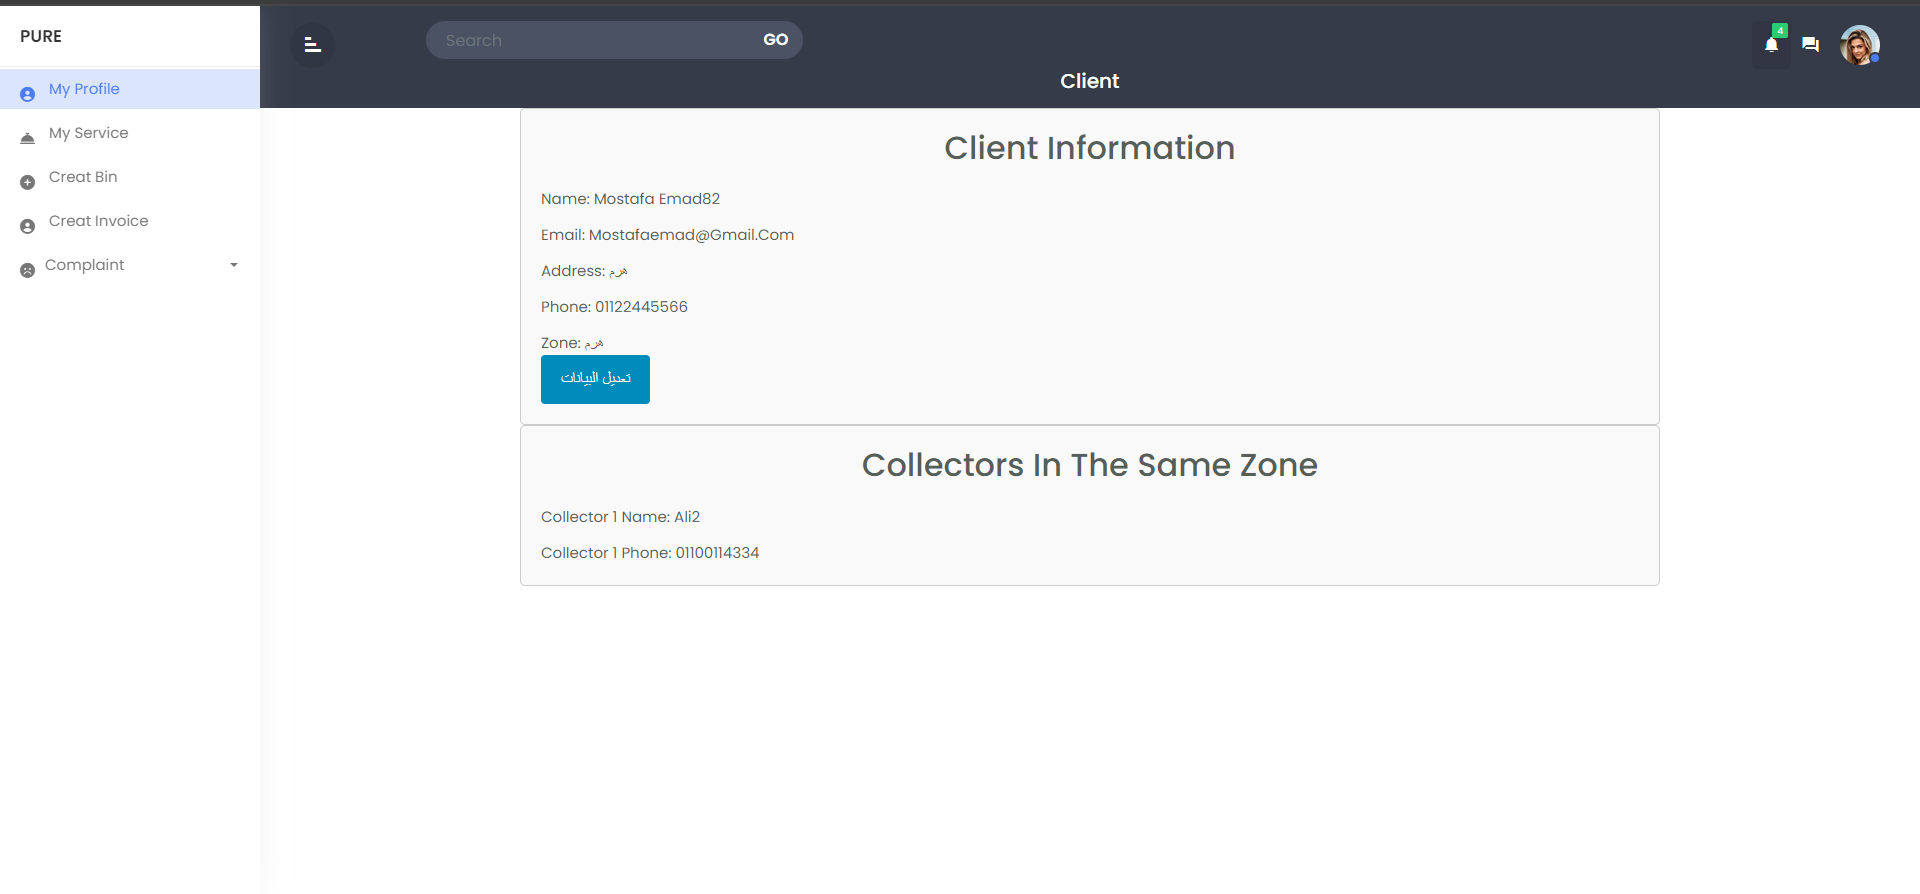 PURE
My Profile
My Service
Creat Bin
Creat Invoice
Complaint
Search
GO
4
Client
Client Information
Name: Mostafa Emad82
Email: Mostafaemad@Gmail.Com
Address: هرم
Phone: 01122445566
Zone: هرم
تعديل البيانات
Collectors In The Same Zone
Collector 1 Name: Ali2
Collector 1 Phone: 01100114334